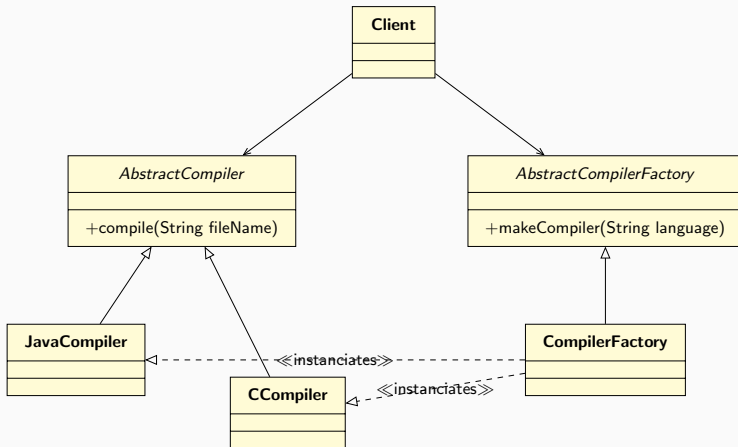 Client
AbstractCompiler
+compile(String fileName)
AbstractCompilerFactory
+makeCompiler(String language)
JavaCompiler
≪instanciates≫
CompilerFactory
≪instanciates≫
CCompiler